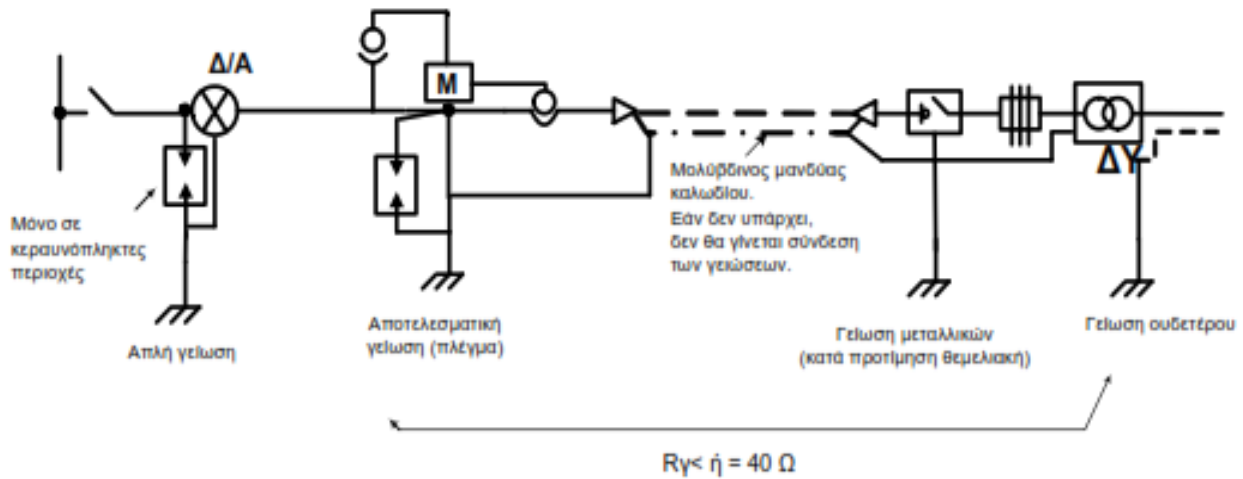 Δ/Α
M
Μόνο σε
κεραυνόπληκτες
περιοχές
Απλή γείωση
Αποτελεσματική
γείωση (πλέγμα)
Μολύβδινος μανδύας
καλωδίου.
Εάν δεν υπάρχει,
δεν θα γίνεται σύνδεση
των γειώσεων.
ΔΥ
Γείωση μεταλλικών
(κατά προτίμηση θεμελιακή)
Γείωση ουδετέρου
Rγ< ή = 40 Ω